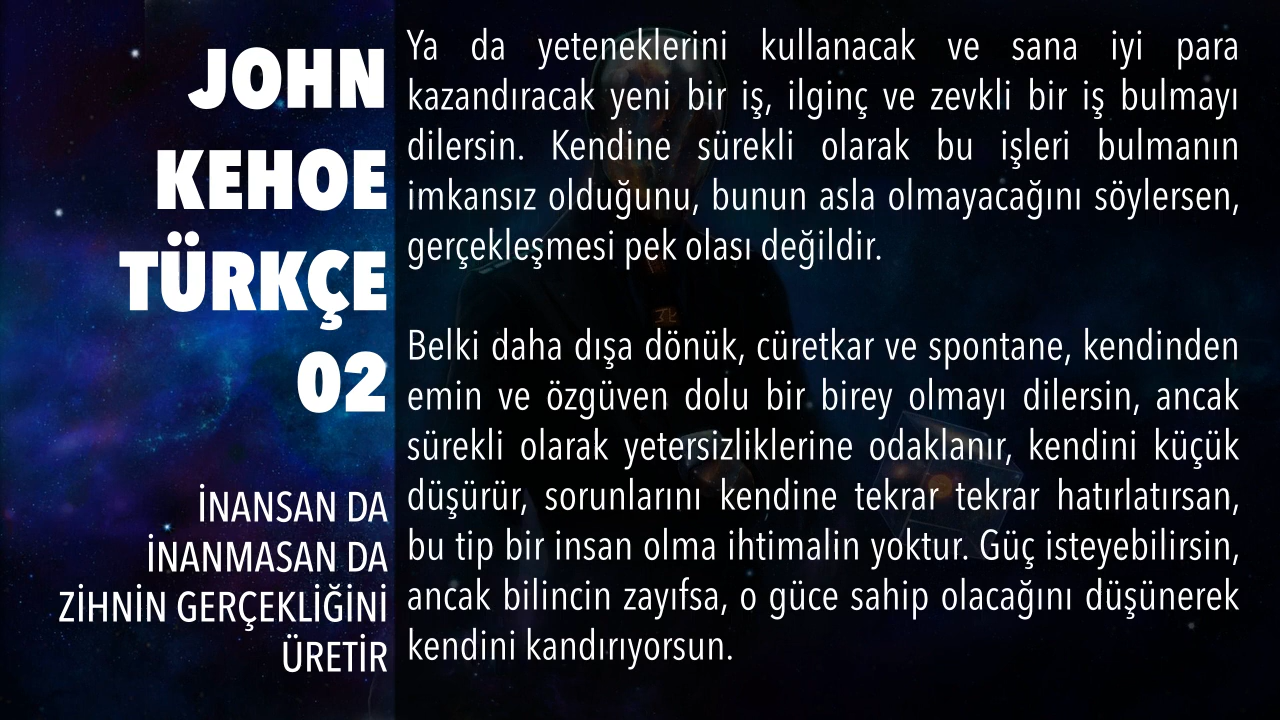 JOHN
KEHOE
TÜRKÇE
02
İNANSAN DA
İNANMASAN DA
ZİHNİN GERÇEKLİĞİNİ
ÜRETİR
Ya da yeteneklerini kullanacak ve sana iyi para
kazandıracak yeni bir iş, ilginç ve zevkli bir iş bulmayı
dilersin. Kendine sürekli olarak bu işleri bulmanın
imkansız olduğunu, bunun asla olmayacağını söylersen,
gerçekleşmesi pek olası değildir.
Belki daha dışa dönük, cüretkar ve spontane, kendinden
emin ve özgüven dolu bir birey olmayı dilersin, ancak
sürekli olarak yetersizliklerine odaklanır, kendini küçük
düşürür, sorunlarını kendine tekrar tekrar hatırlatırsan,
bu tip bir insan olma ihtimalin yoktur. Güç isteyebilirsin,
ancak bilincin zayıfsa, o güce sahip olacağını düşünerek
kendini kandırıyorsun.